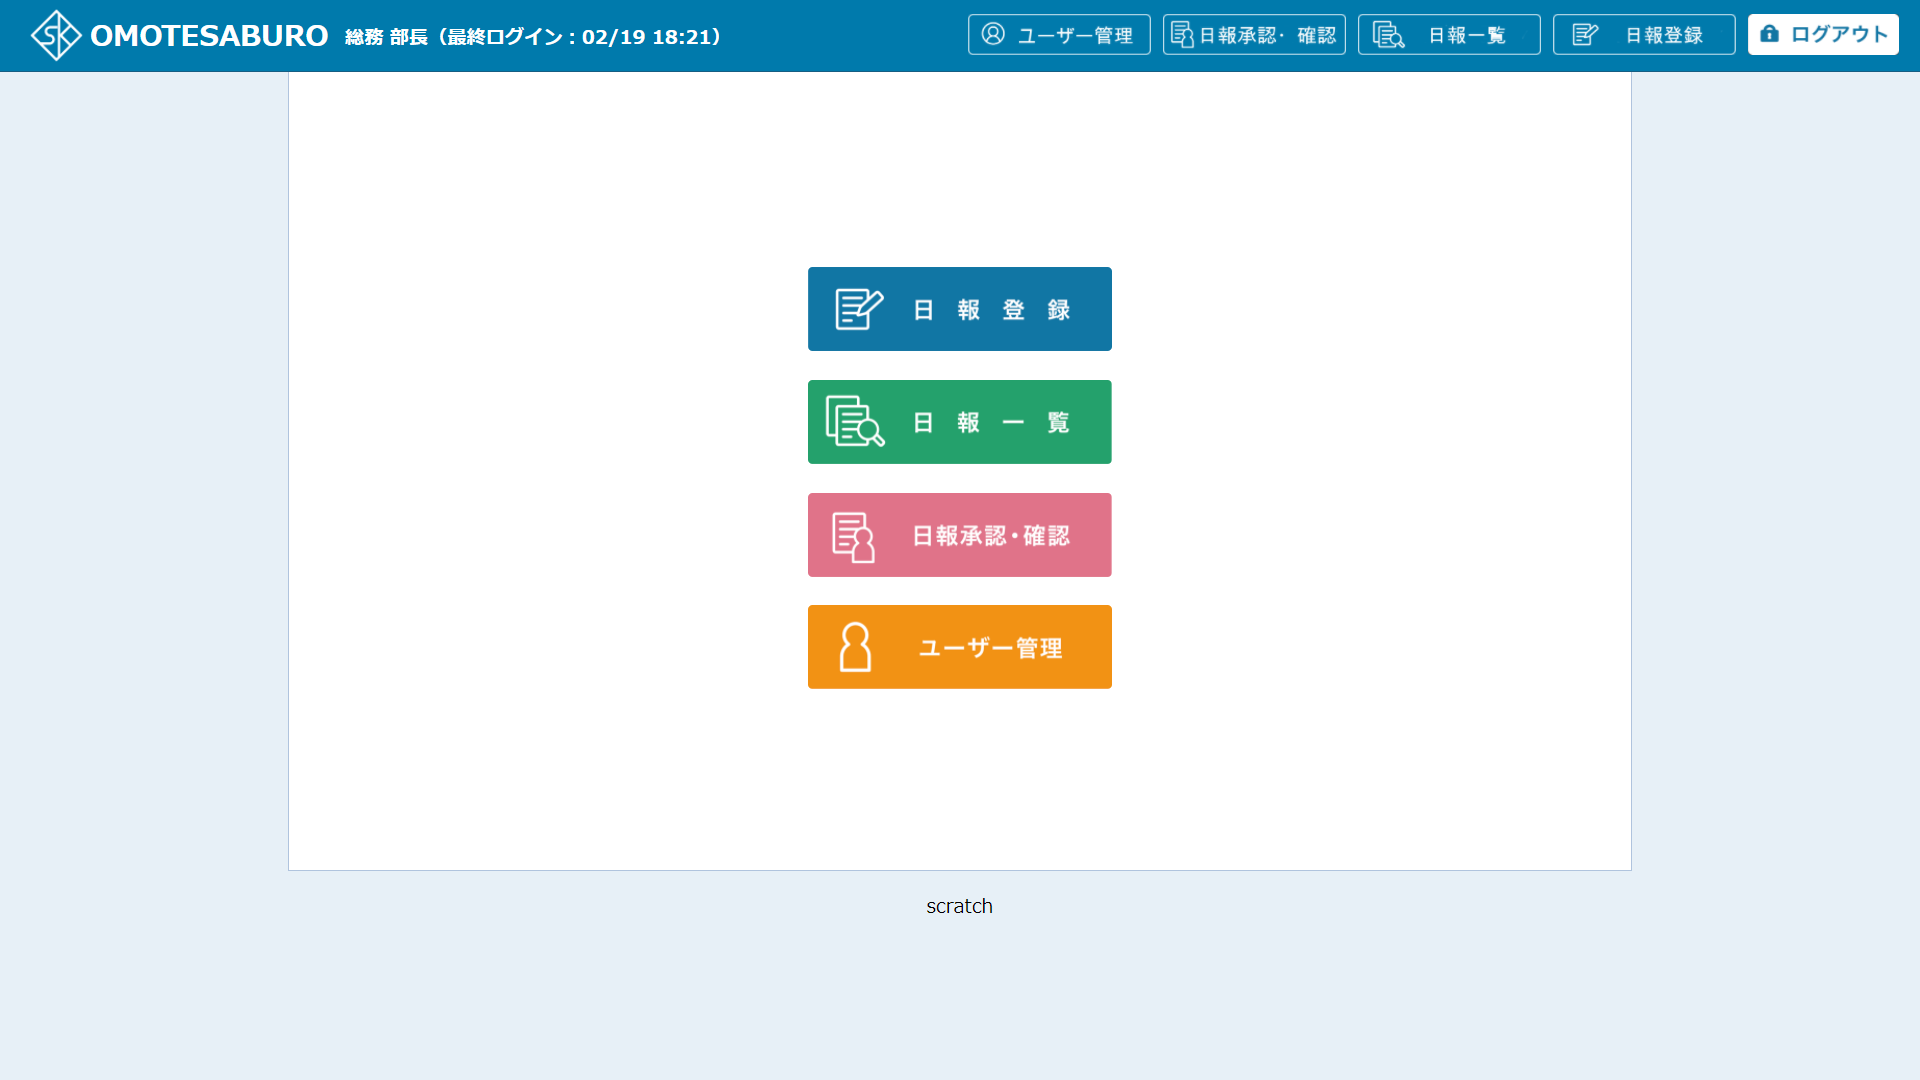 OMOTESABURO 総務 部長（最終ログイン：02/19 18:21）
ユーザー管理
日報承認・確認
日報一覧
日報登録
ログアウト
日報登録
日報一覧
日報承認・確認
ユーザー管理
scratch